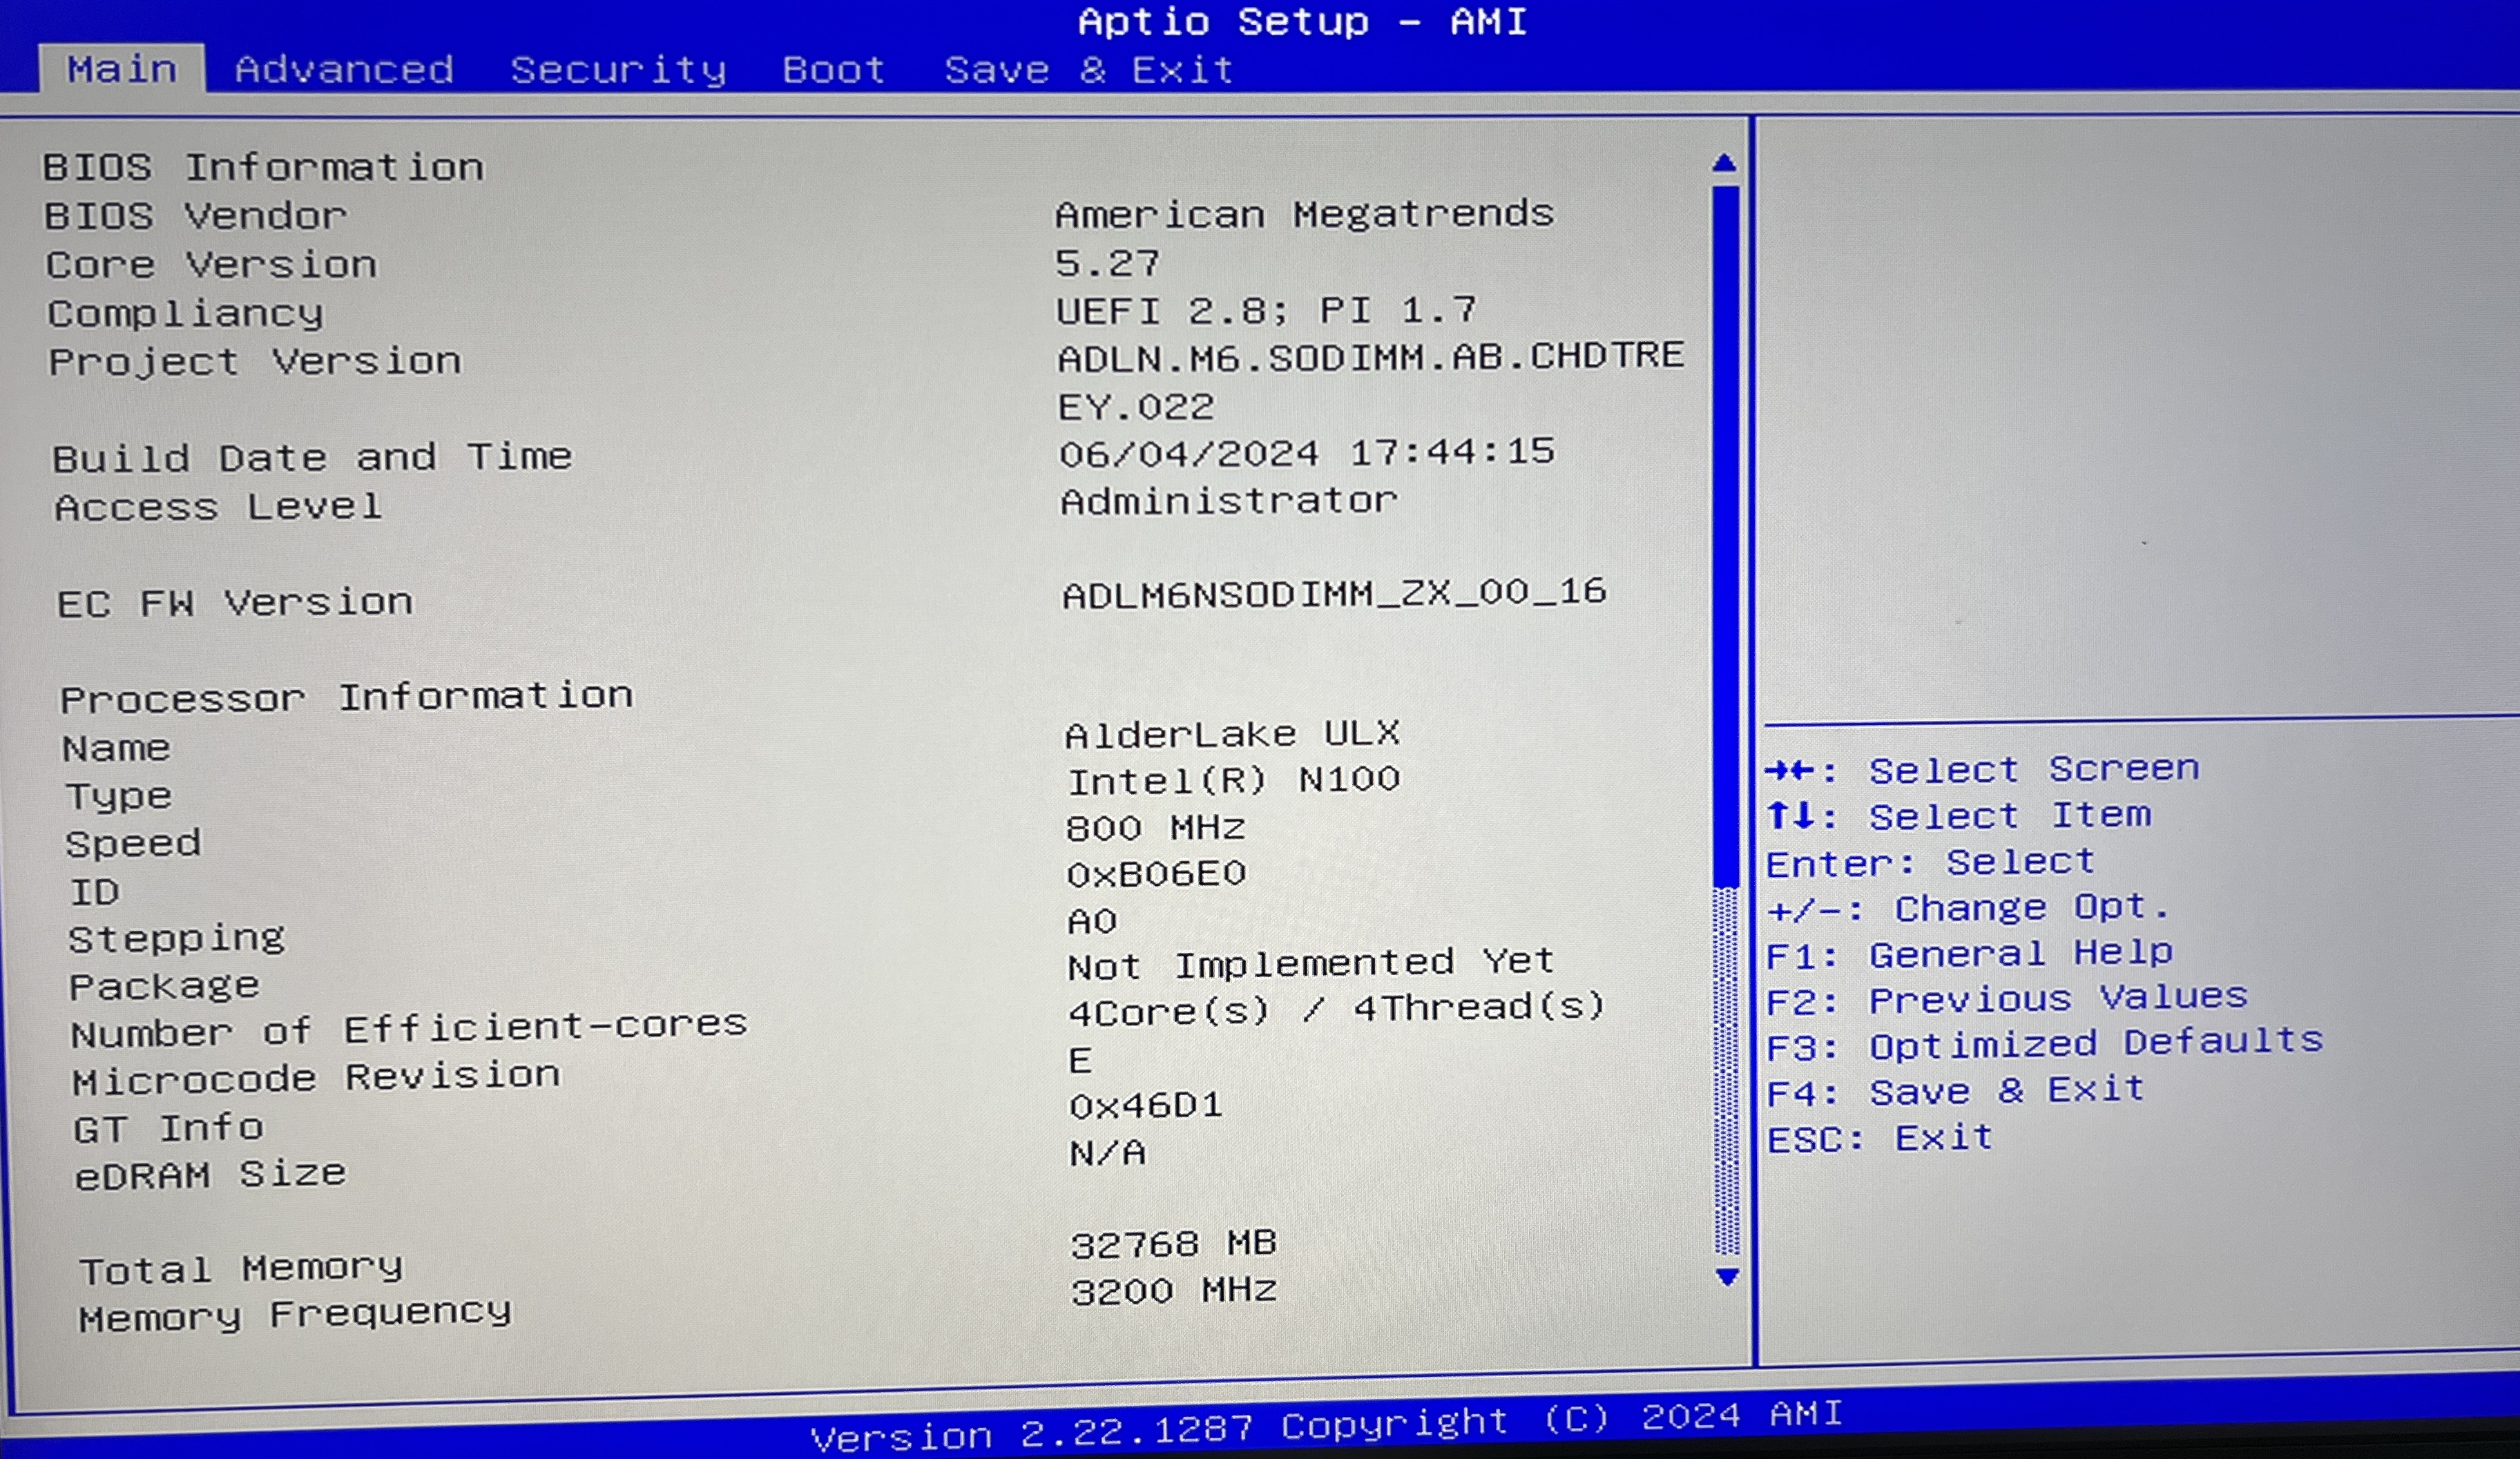 Aptio Setup – AMI
Main Advanced Security Boot Save & Exit
BIOS Information
BIOS Vendor American Megatrends
Core Version 5.27
Compliancy UEFI 2.8; PI 1.7
Project Version ADLN.M6.SODIMM.AB.CHDTRE
EY.022
Build Date and Time 06/04/2024 17:44:15
Access Level Administrator
EC FW Version ADLM6NSODIMM_ZX_00_16
Processor Information
Name AlderLake ULX
Type Intel(R) N100
Speed 800 MHz
ID 0xB06E0
Stepping A0
Package Not Implemented Yet
Number of Efficient-cores 4Core(s) / 4Thread(s)
Microcode Revision E
GT Info 0x46D1
eDRAM Size N/A
Total Memory 32768 MB
Memory Frequency 3200 MHz
→←: Select Screen
↑↓: Select Item
Enter: Select
+/-: Change Opt.
F1: General Help
F2: Previous Values
F3: Optimized Defaults
F4: Save & Exit
ESC: Exit
Version 2.22.1287 Copyright (C) 2024 AMI